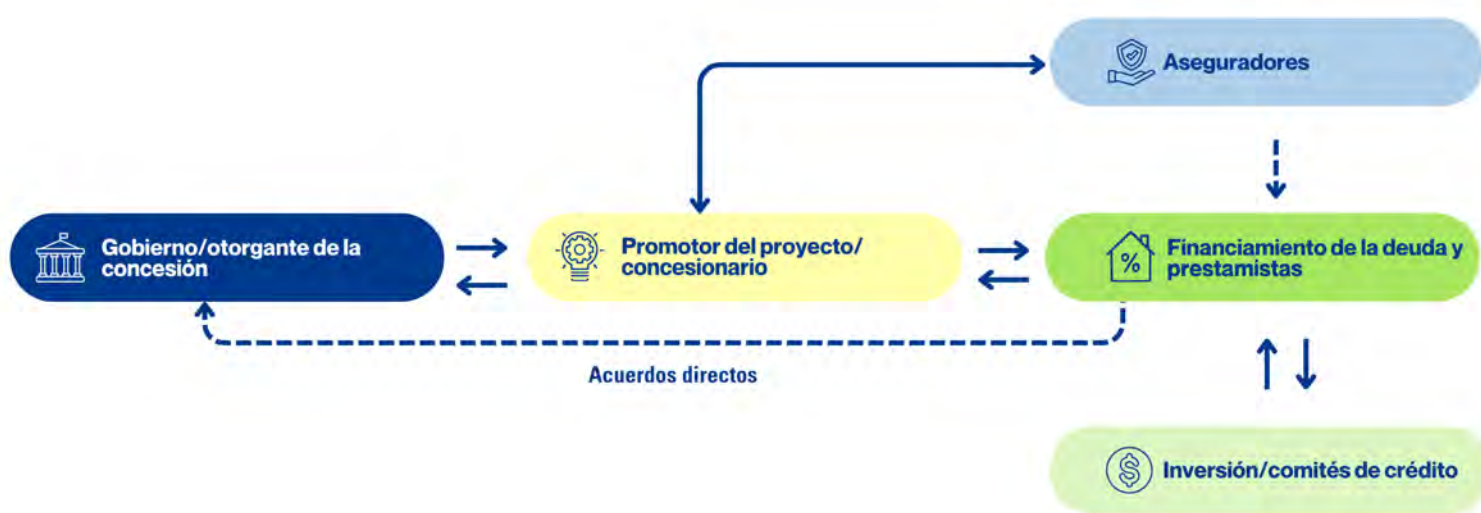 Aseguradores
Gobierno/otorgante de la
concesión
Promotor del proyecto/
concesionario
Financiamiento de la deuda y
prestamistas
%
Acuerdos directos
$
Inversión/comités de crédito